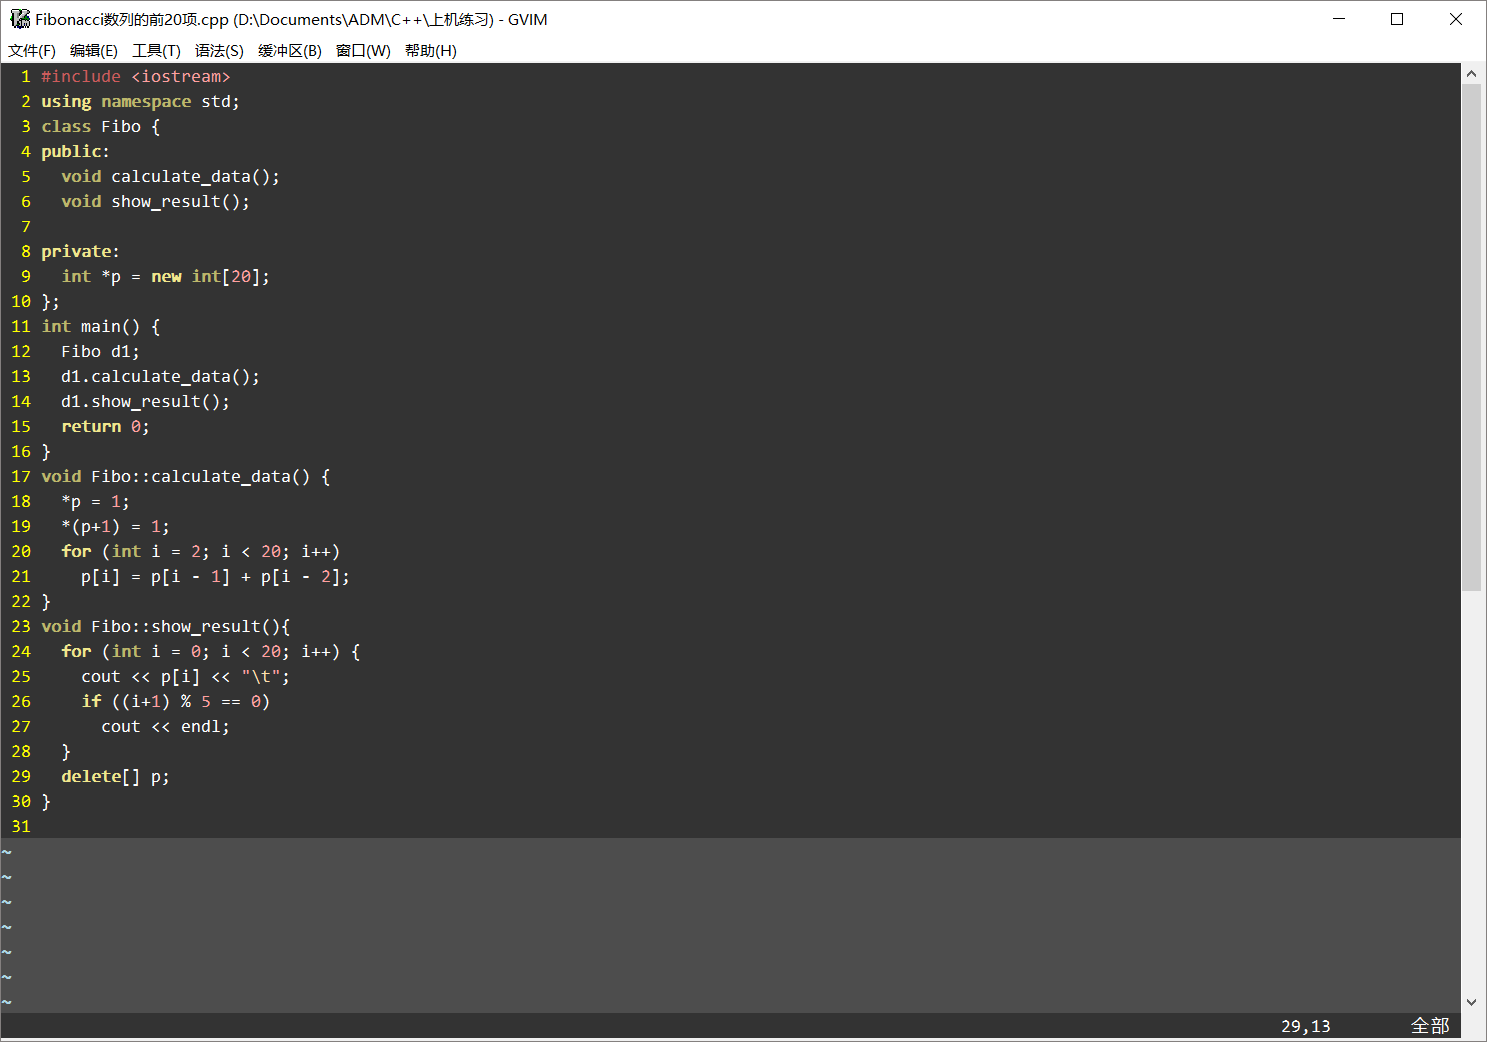 Fibonacci数列的前20项.cpp (D:\Documents\ADM\C++\上机练习) - GVIM
文件(F) 编辑(E) 工具(T) 语法(S) 缓冲区(B) 窗口(W) 帮助(H)
1 #include <iostream>
2 using namespace std;
3 class Fibo {
4 public:
5   void calculate_data();
6   void show_result();
7
8 private:
9   int *p = new int[20];
10 };
11 int main() {
12   Fibo d1;
13   d1.calculate_data();
14   d1.show_result();
15   return 0;
16 }
17 void Fibo::calculate_data() {
18   *p = 1;
19   *(p+1) = 1;
20   for (int i = 2; i < 20; i++)
21     p[i] = p[i - 1] + p[i - 2];
22 }
23 void Fibo::show_result(){
24   for (int i = 0; i < 20; i++) {
25     cout << p[i] << "\t";
26     if ((i+1) % 5 == 0)
27       cout << endl;
28   }
29   delete[] p;
30 }
31
~
~
~
~
~
~
~
29,13 全部